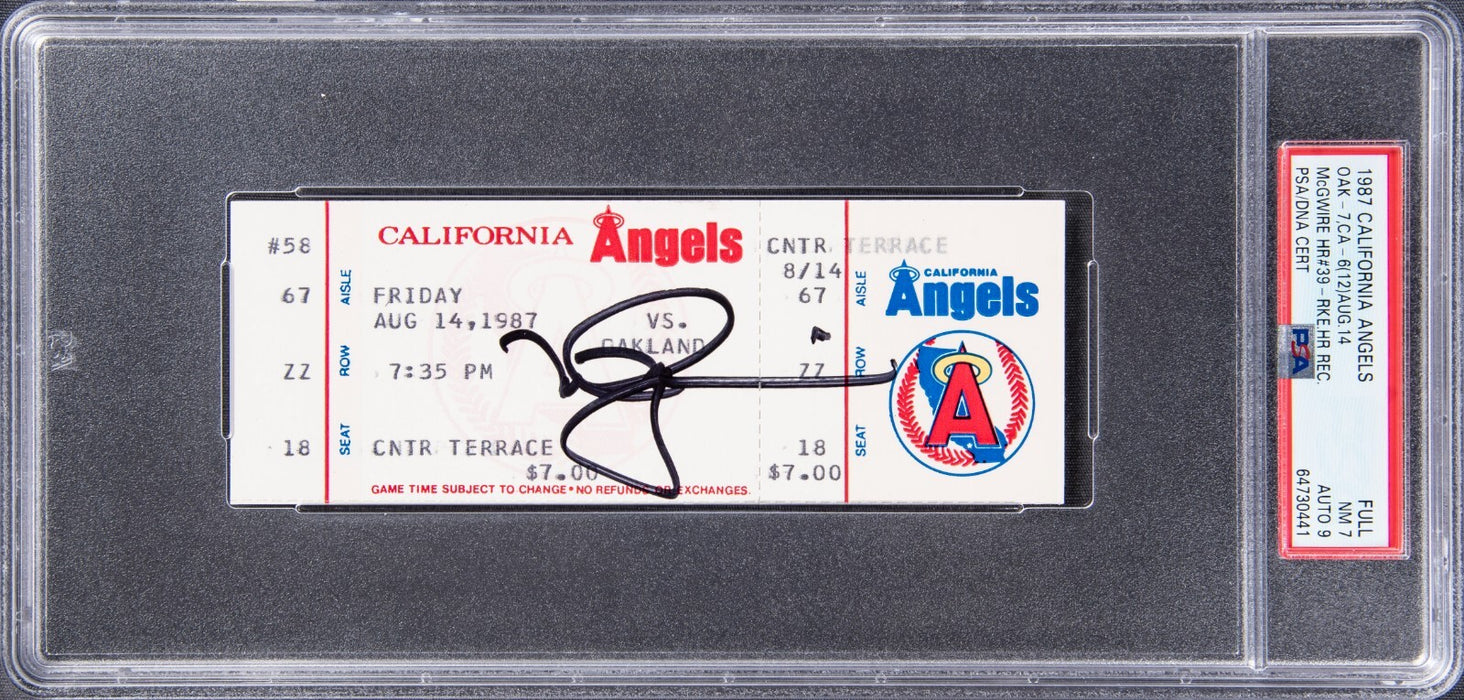 #58
67
ZZ
18
AISLE
ROW
SEAT
CALIFORNIA Angels
FRIDAY
AUG 14,1987
VS.
OAKLAND
7:35 PM
CNTR TERRACE
$7.00
GAME TIME SUBJECT TO CHANGE•NO REFUNDS OR EXCHANGES.
CNTR TERRACE
8/14
67
ZZ
18
$7.00
AISLE
ROW
SEAT
CALIFORNIA
Angels
A
1987 CALIFORNIA ANGELS
OAK-7,CA-6(12)AUG.14
McGWIRE HR#39-RKE.HR REC.
PSA/DNA CERT
PSA
FULL
NM 7
AUTO 9
64730441